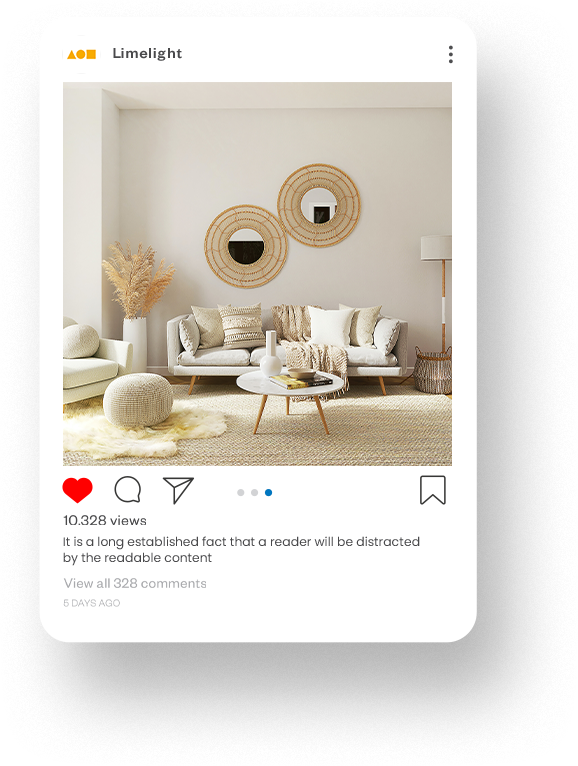 Limelight
10.328 views
It is a long established fact that a reader will be distracted
by the readable content
View all 328 comments
5 DAYS AGO